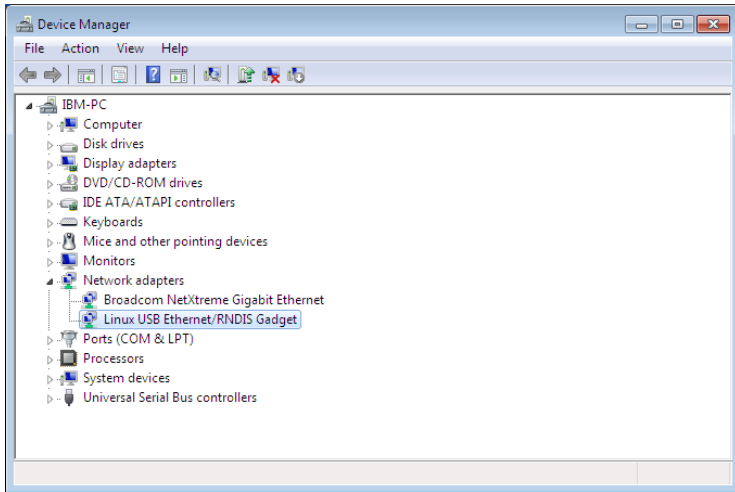 Device Manager
File Action View Help
IBM-PC
Computer
Disk drives
Display adapters
DVD/CD-ROM drives
IDE ATA/ATAPI controllers
Keyboards
Mice and other pointing devices
Monitors
Network adapters
Broadcom NetXtreme Gigabit Ethernet
Linux USB Ethernet/RNDIS Gadget
Ports (COM & LPT)
Processors
System devices
Universal Serial Bus controllers